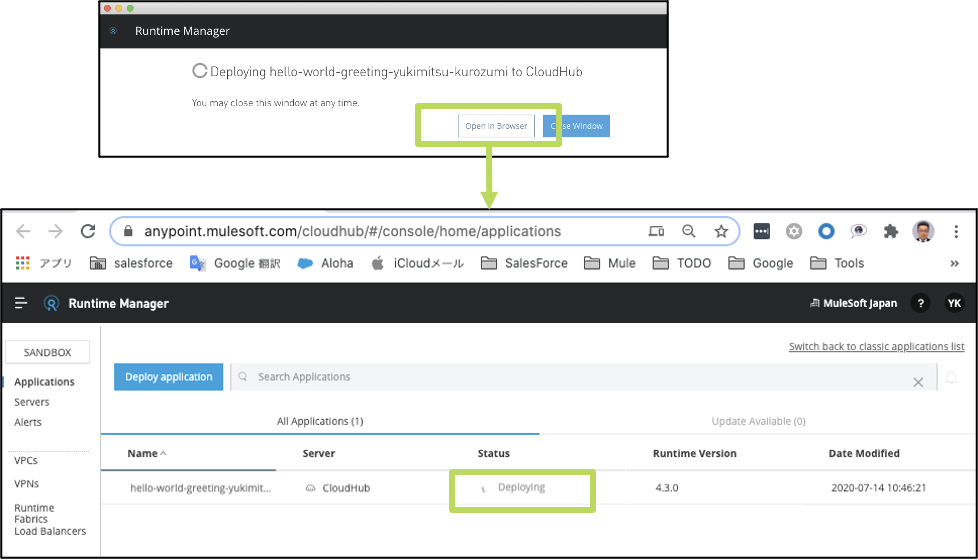 Runtime Manager
Deploying hello-world-greeting-yukimitsu-kurozumi to CloudHub
You may close this window at any time.
Open in Browser
Close Window
anypoint.mulesoft.com/cloudhub/#/console/home/applications
アプリ salesforce Google 翻訳 Aloha iCloudメール SalesForce Mule TODO Google Tools »
Runtime Manager
MuleSoft Japan ? YK
SANDBOX
Applications
Servers
Alerts
VPCs
VPNs
Runtime
Fabrics
Load Balancers
Switch back to classic applications list
Deploy application
Search Applications
All Applications (1) Update Available (0)
Name Server Status Runtime Version Date Modified
hello-world-greeting-yukimit... CloudHub Deploying 4.3.0 2020-07-14 10:46:21